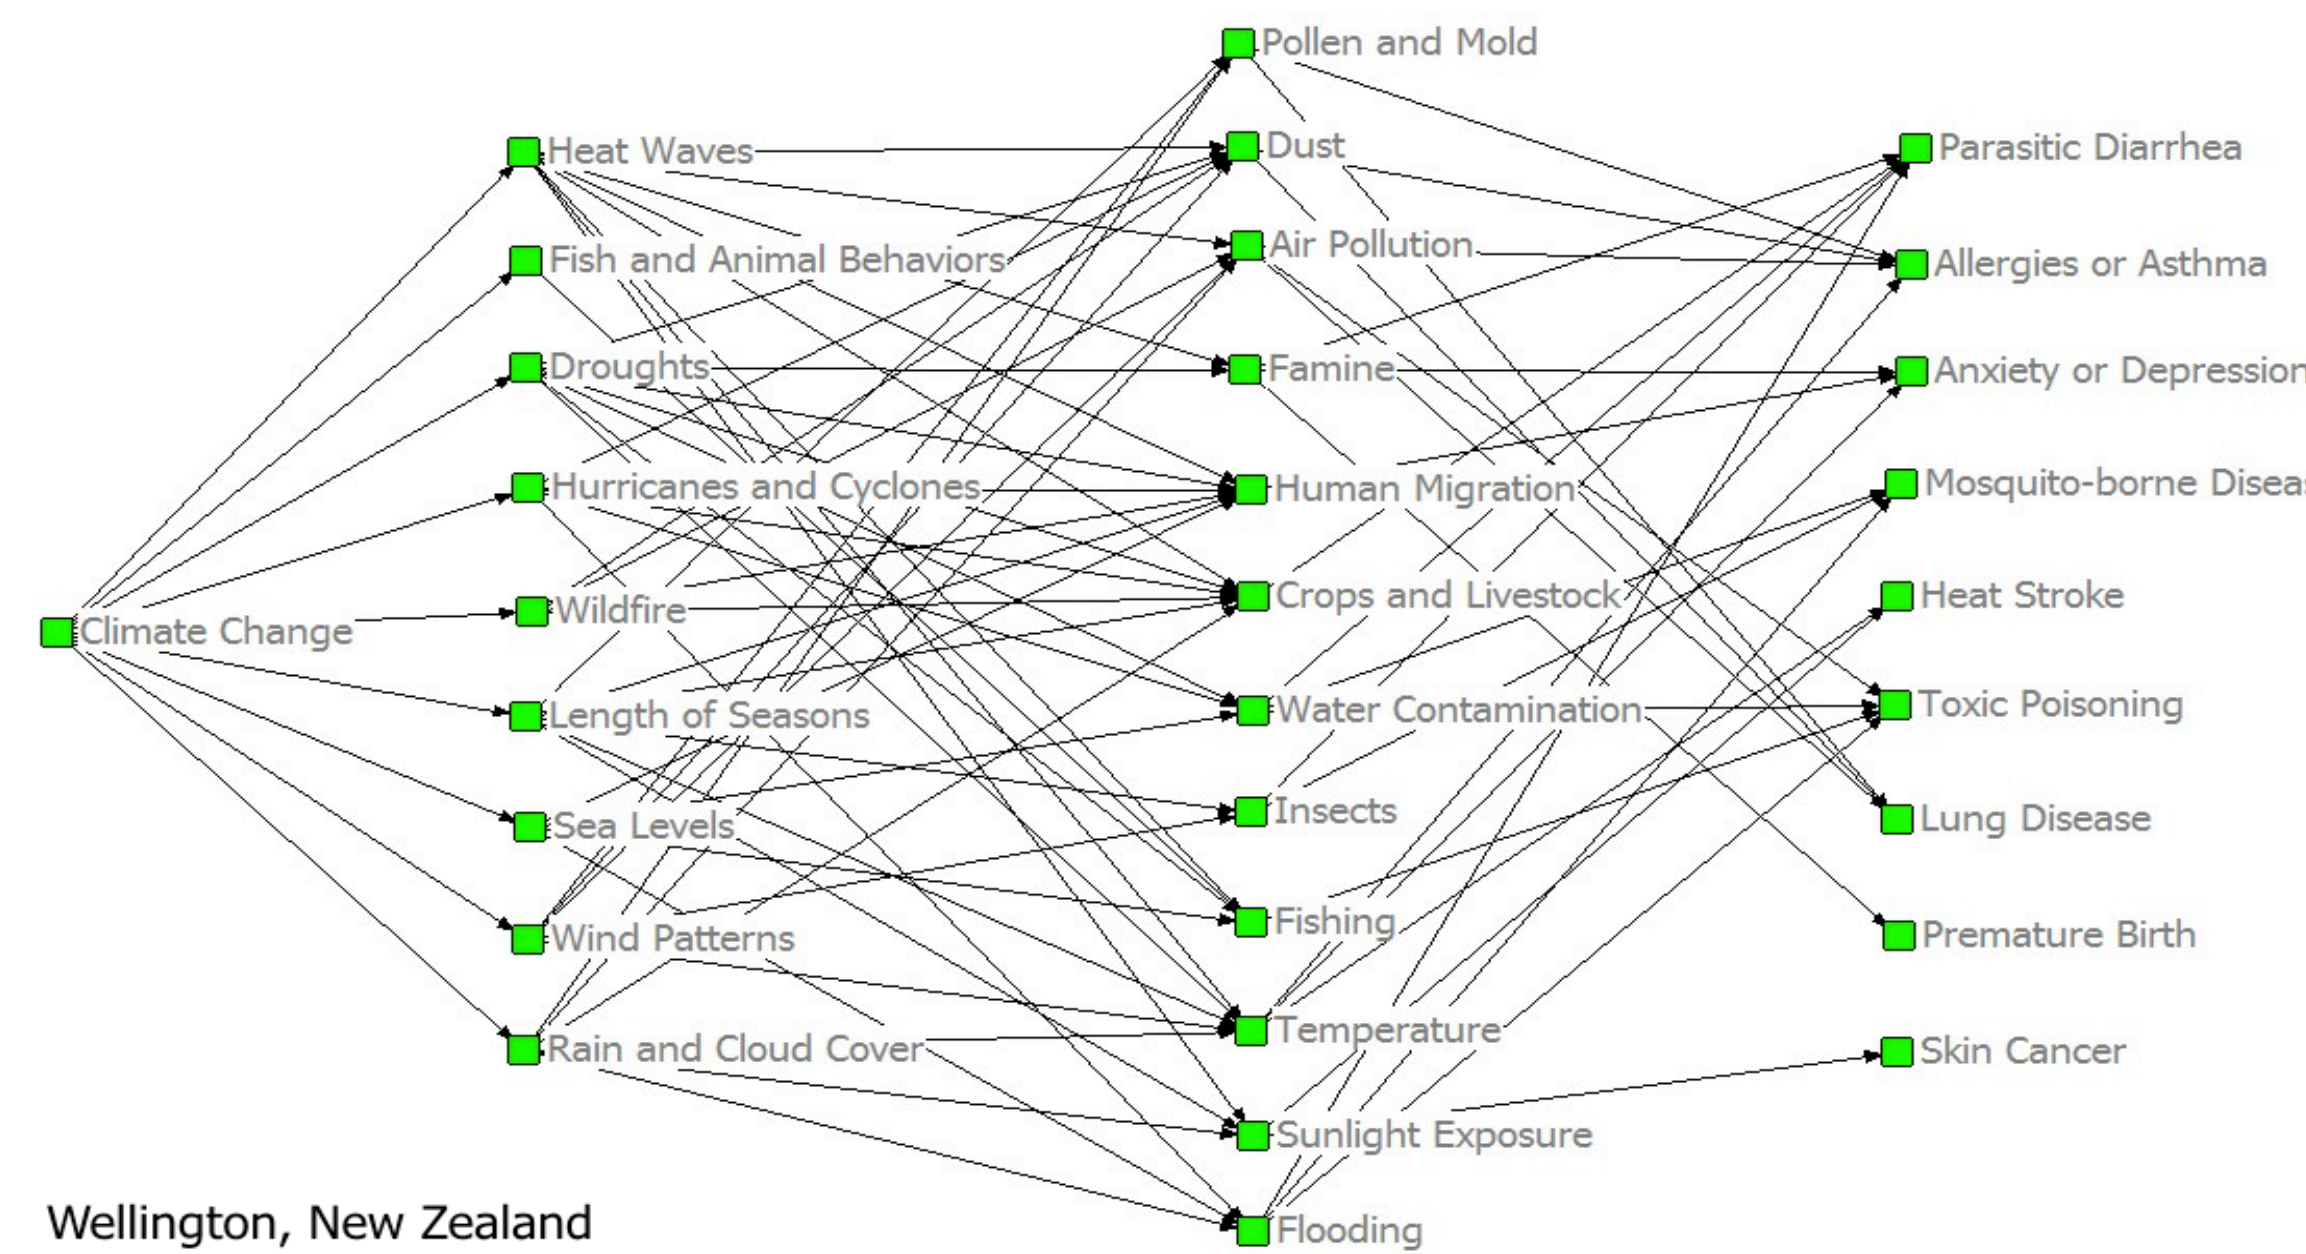 Climate Change
Heat Waves
Fish and Animal Behaviors
Droughts
Hurricanes and Cyclones
Wildfire
Length of Seasons
Sea Levels
Wind Patterns
Rain and Cloud Cover
Pollen and Mold
Dust
Air Pollution
Famine
Human Migration
Crops and Livestock
Water Contamination
Insects
Fishing
Temperature
Sunlight Exposure
Flooding
Parasitic Diarrhea
Allergies or Asthma
Anxiety or Depression
Mosquito-borne Diseas
Heat Stroke
Toxic Poisoning
Lung Disease
Premature Birth
Skin Cancer
Wellington, New Zealand